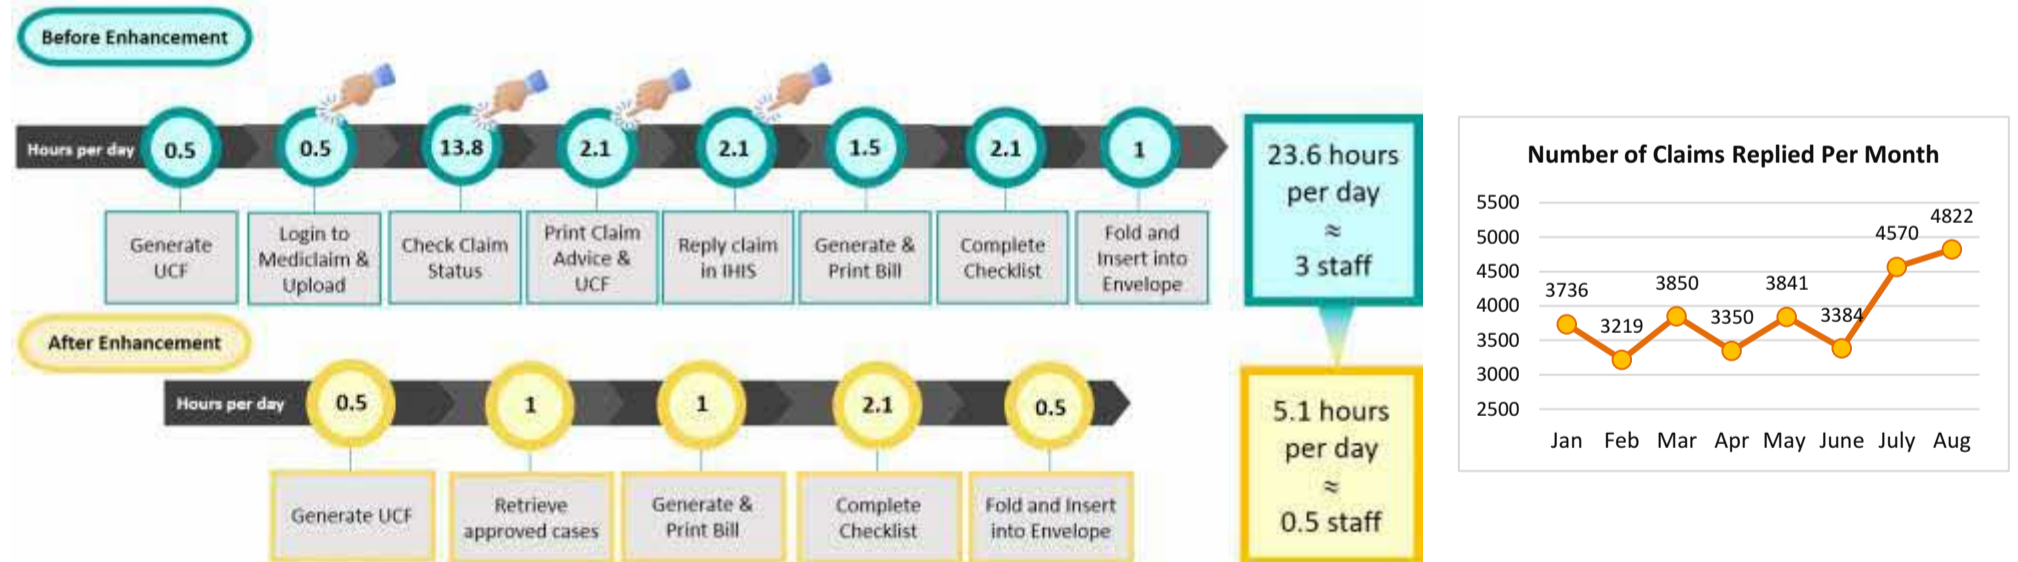 Before Enhancement
Hours per day
0.5
0.5
13.8
2.1
2.1
1.5
2.1
1
Generate
UCF
Login to
Mediclaim &
Upload
Check Claim
Status
Print Claim
Advice &
UCF
Reply claim
in IHIS
Generate &
Print Bill
Complete
Checklist
Fold and
Insert into
Envelope
23.6 hours
per day
≈
3 staff
After Enhancement
Hours per day
0.5
1
1
2.1
0.5
Generate UCF
Retrieve
approved cases
Generate &
Print Bill
Complete
Checklist
Fold and Insert
into Envelope
5.1 hours
per day
≈
0.5 staff
Number of Claims Replied Per Month
5500
5000
4500
4000
3500
3000
2500
3736
3219
3850
3350
3841
3384
4570
4822
Jan Feb Mar Apr May June July Aug